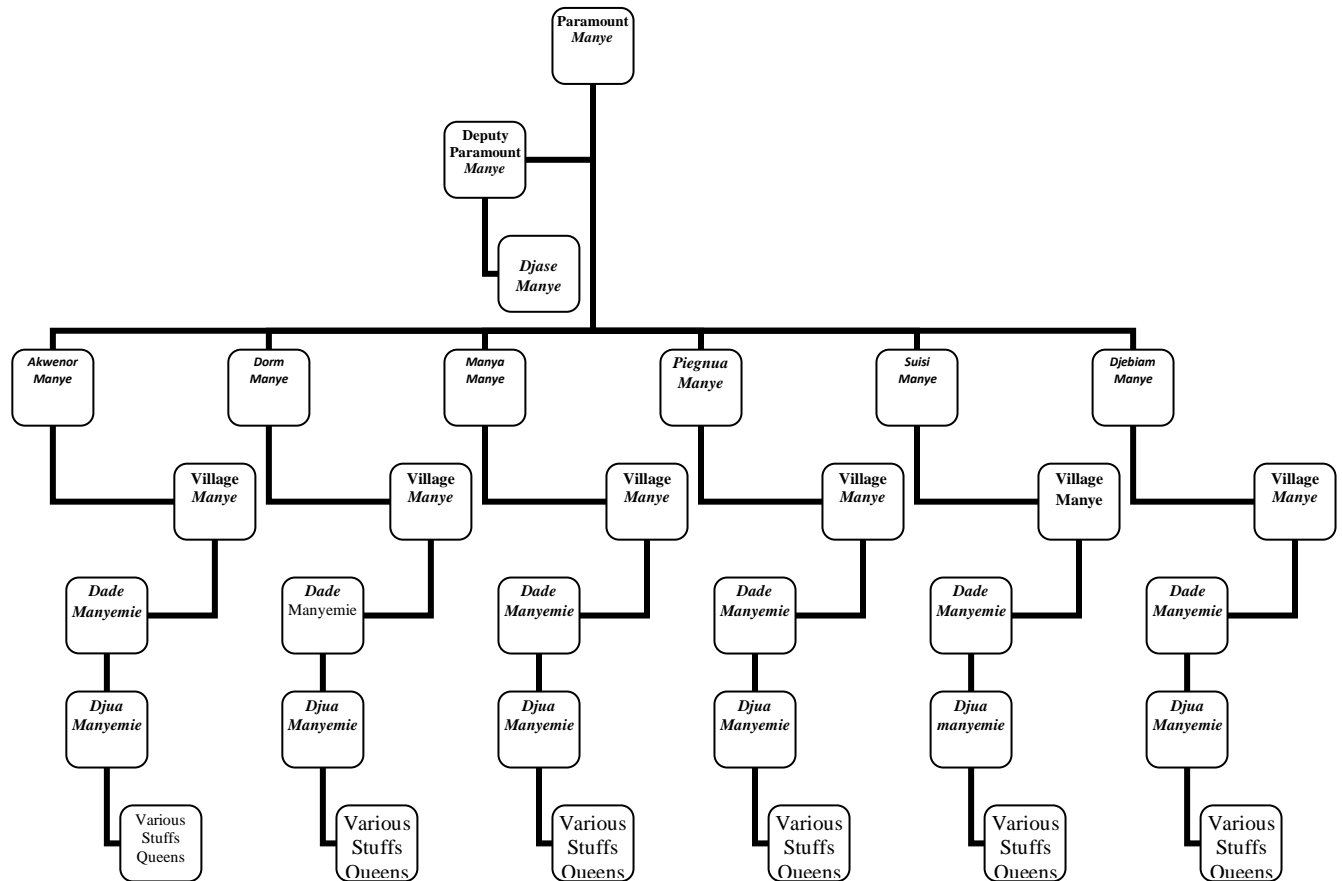 Paramount
Manye
Deputy
Paramount
Manye
Djase
Manye
Akwenor
Manye
Dorm
Manye
Manya
Manye
Piegnua
Manye
Suisi
Manye
Djebiam
Manye
Village
Manye
Village
Manye
Village
Manye
Village
Manye
Village
Manye
Village
Manye
Dade
Manyemie
Dade
Manyemie
Dade
Manyemie
Dade
Manyemie
Dade
Manyemie
Dade
Manyemie
Djua
Manyemie
Djua
Manyemie
Djua
Manyemie
Djua
Manyemie
Djua
manyemie
Djua
Manyemie
Various
Stuffs
Queens
Various
Stuffs
Queens
Various
Stuffs
Queens
Various
Stuffs
Queens
Various
Stuffs
Queens
Various
Stuffs
Queens